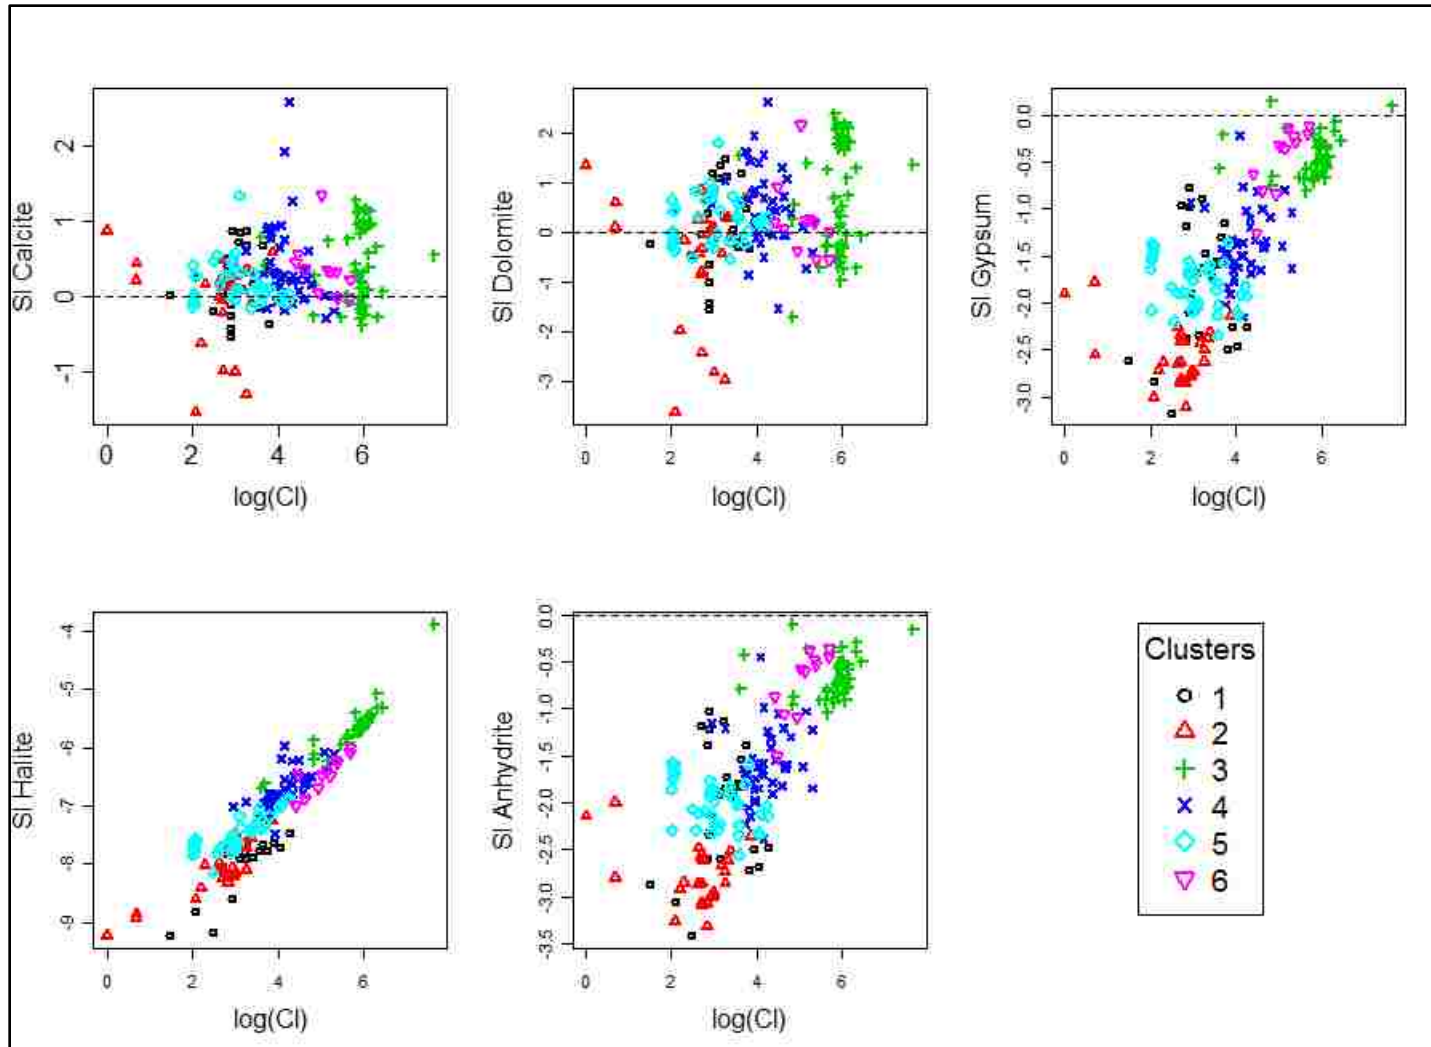 SI Calcite
2
1
0
-1
0 2 4 6
log(Cl)
SI Dolomite
2
1
0
-1
-2
-3
0 2 4 6
log(Cl)
SI Gypsum
0.0
-0.5
-1.0
-1.5
-2.0
-2.5
-3.0
0 2 4 6
log(Cl)
SI Halite
-4
-5
-6
-7
-8
-9
0 2 4 6
log(Cl)
SI Anhydrite
0.0
-0.5
-1.0
-1.5
-2.0
-2.5
-3.0
-3.5
0 2 4 6
log(Cl)
Clusters
1
2
3
4
5
6